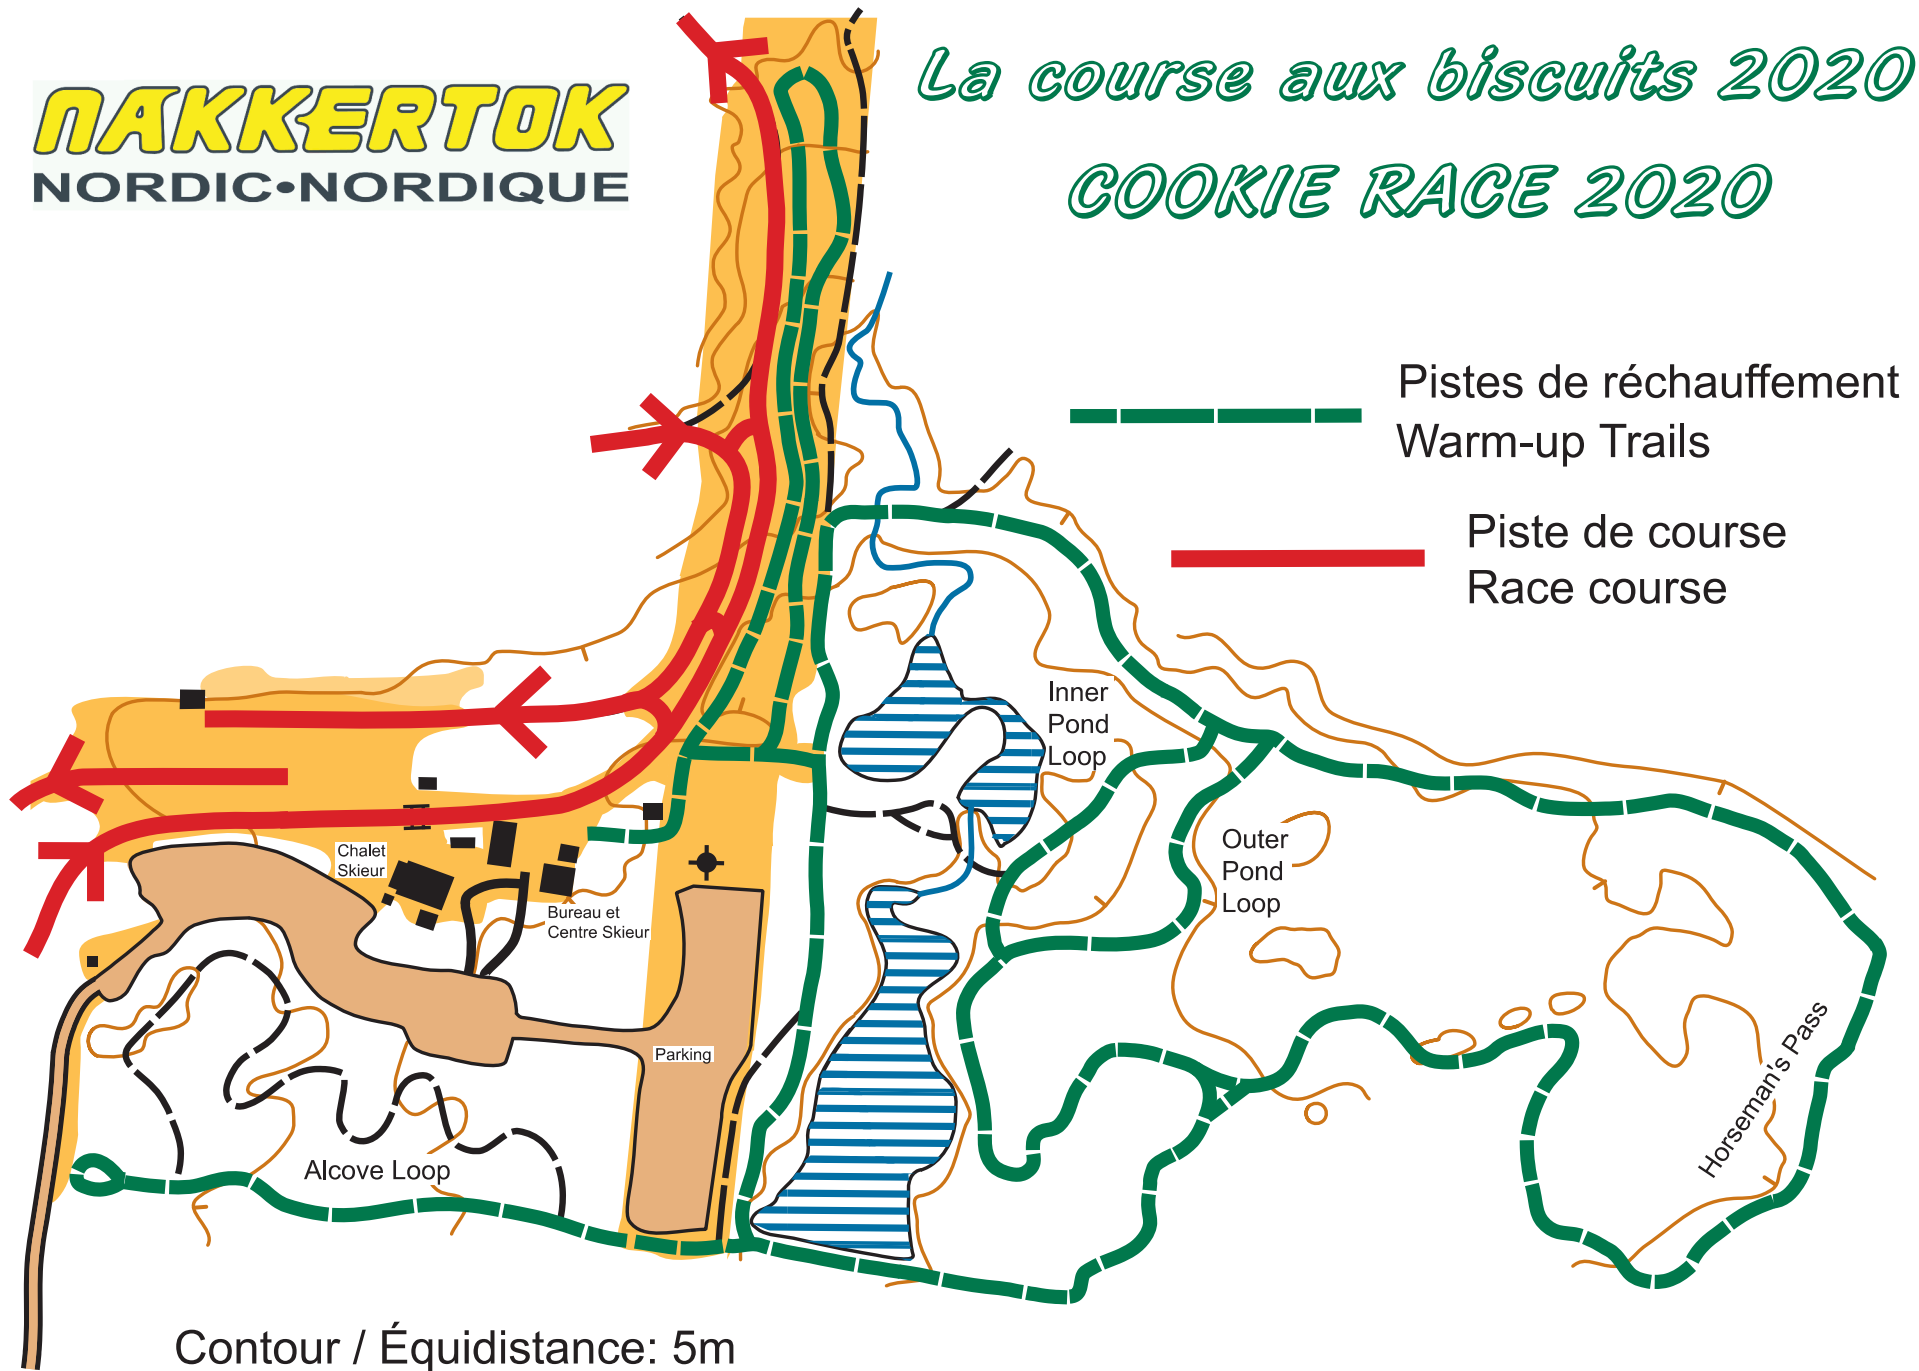 NAKKERTOK
NORDIC•NORDIQUE
La course aux biscuits 2020
COOKIE RACE 2020
Pistes de réchauffement
Warm-up Trails
Piste de course
Race course
Inner
Pond
Loop
Outer
Pond
Loop
Chalet
Skieur
Bureau et
Centre Skieur
Parking
Horseman's Pass
Alcove Loop
Contour / Équidistance: 5m